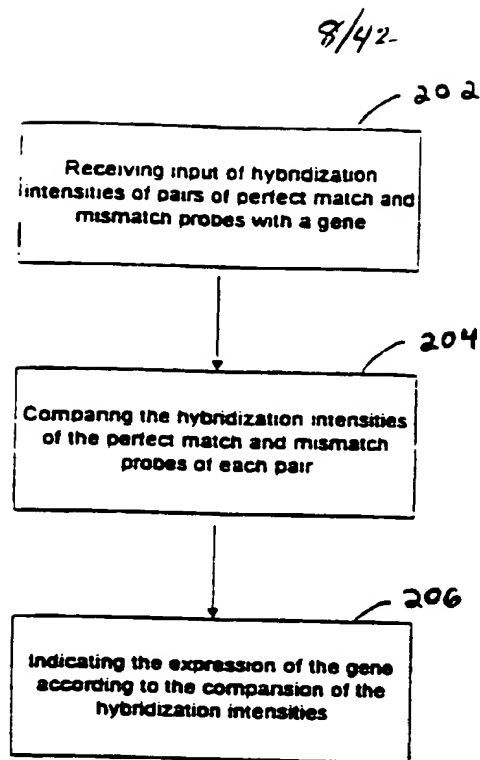 8/42
202
Receiving input of hybridization
intensities of pairs of perfect match and
mismatch probes with a gene
204
Comparing the hybridization intensities
of the perfect match and mismatch
probes of each pair
206
Indicating the expression of the gene
according to the comparision of the
hybridization intensities